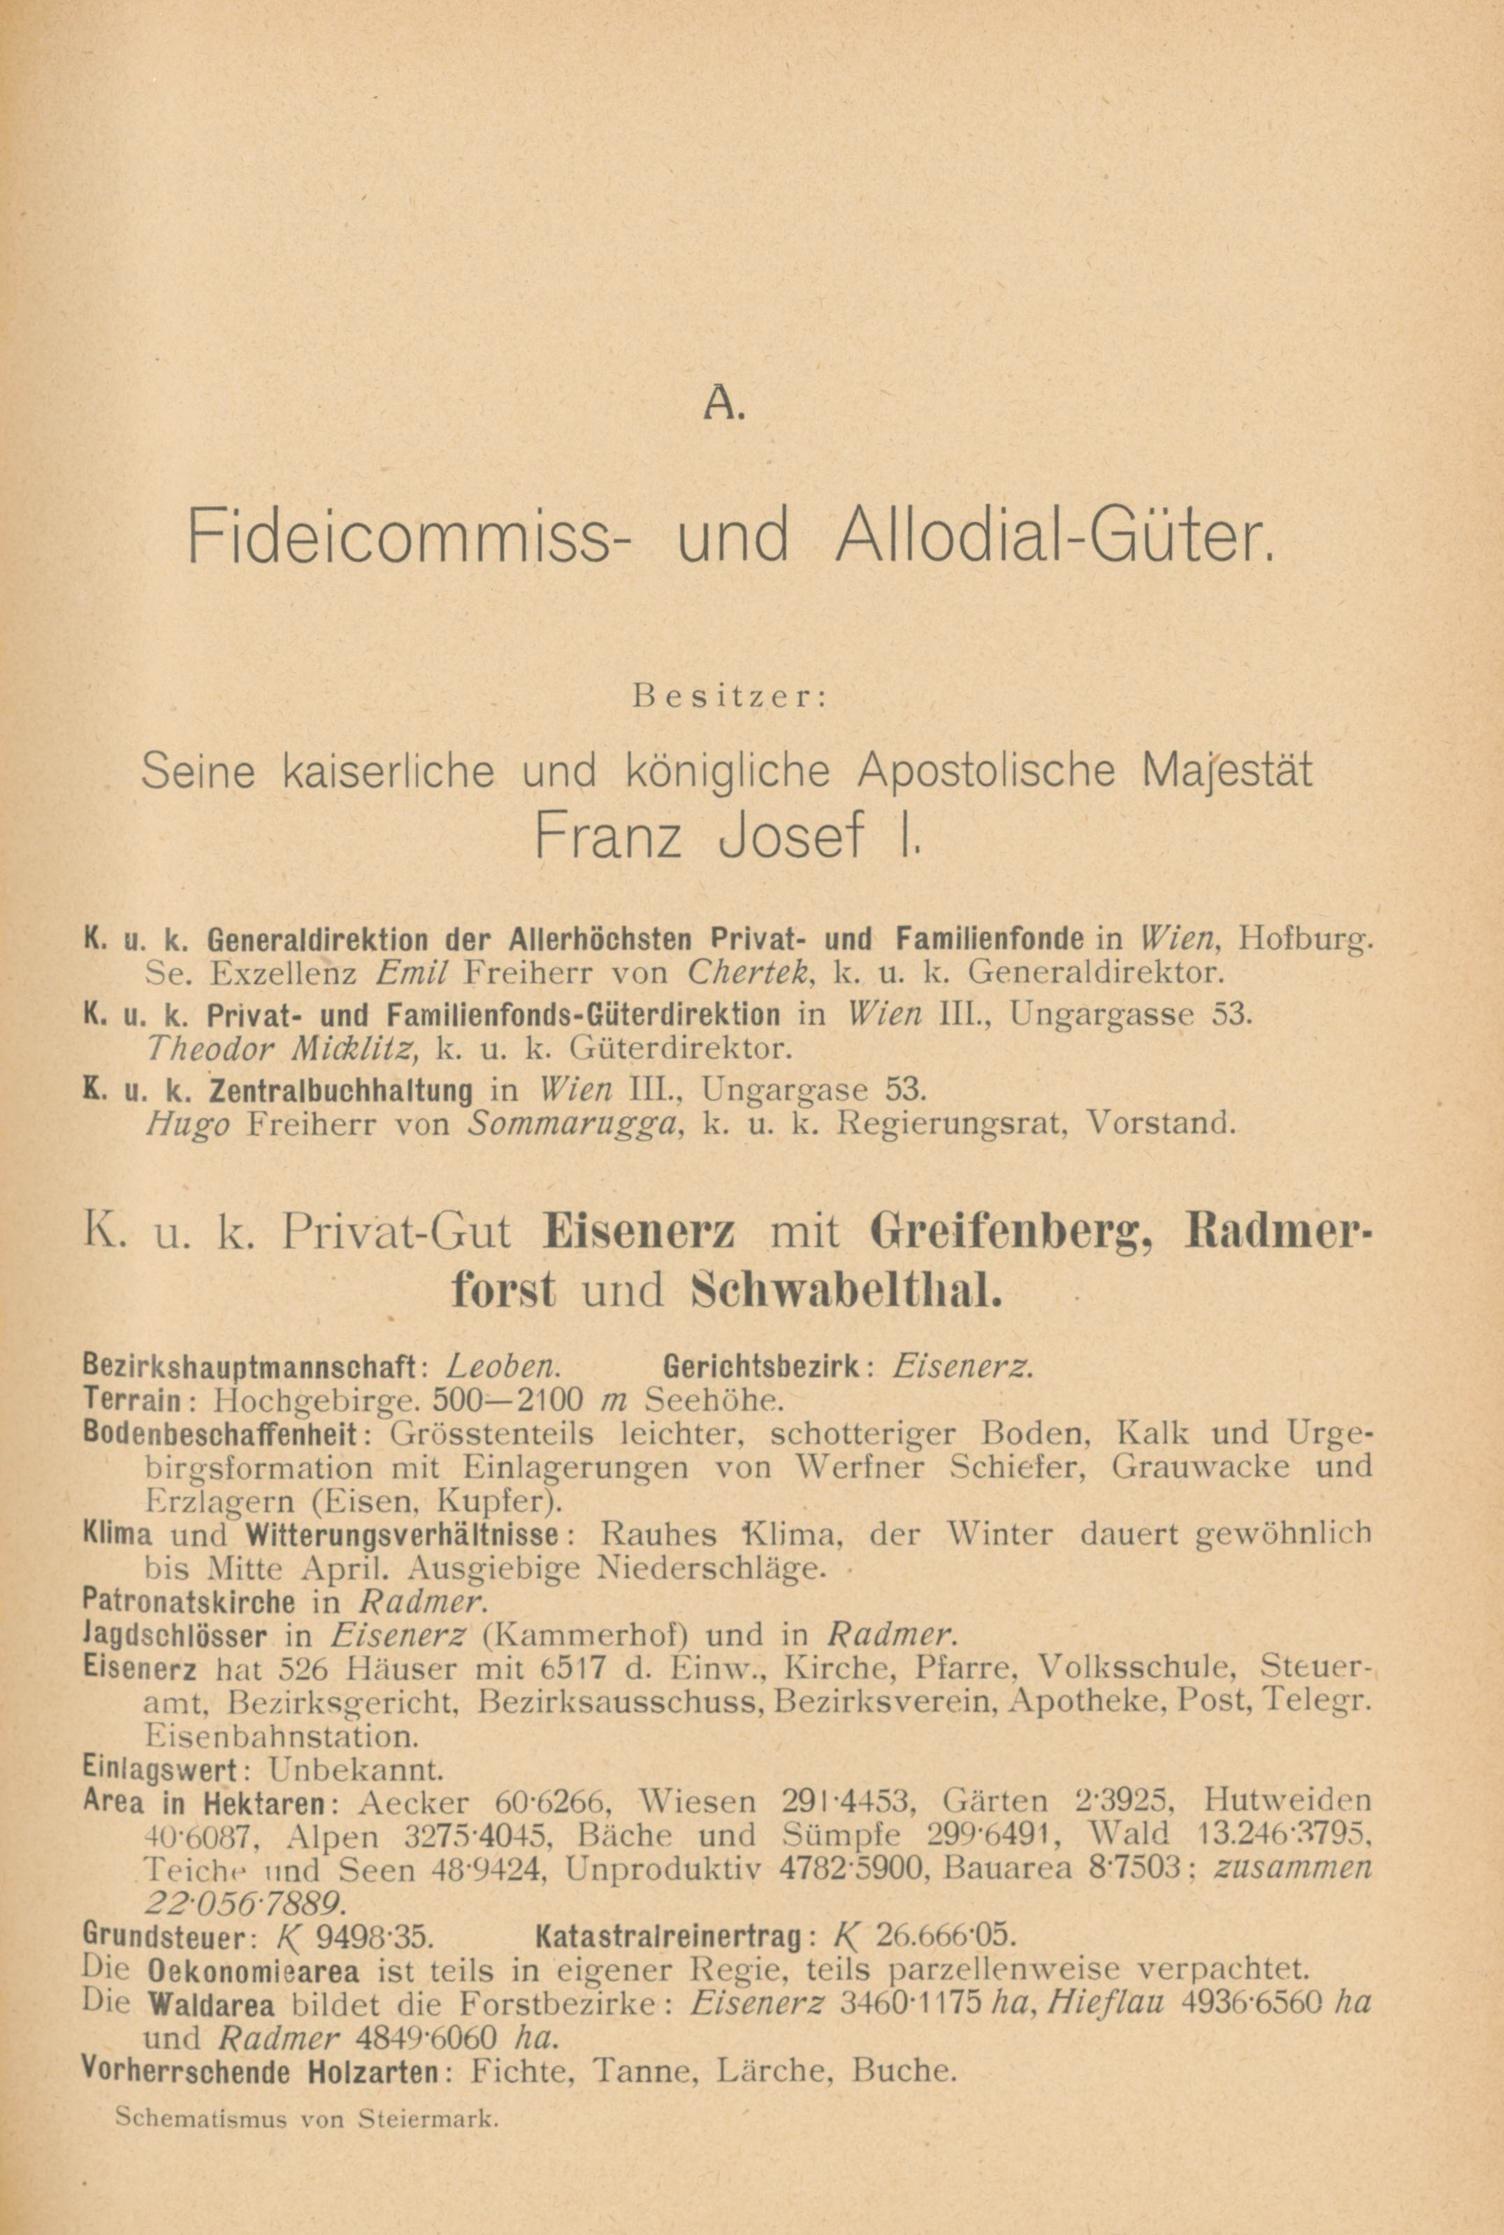 A.
Fideicommiss- und Allodial-Güter.
Besitzer:
Seine kaiserliche und königliche Apostolische Majestät
Franz Josef I.
K. u. k. Generaldirektion der Allerhöchsten Privat- und Familienfonde in Wien, Hofburg.
Se. Exzellenz Emil Freiherr von Chertek, k. u. k. Generaldirektor.
K. u. k. Privat- und Familienfonds-Güterdirektion in Wien III., Ungargasse 53.
Theodor Micklitz, k. u. k. Güterdirektor.
K. u. k. Zentralbuchhaltung in Wien III., Ungargase 53.
Hugo Freiherr von Sommarugga, k. u. k. Regierungsrat, Vorstand.
K. u. k. Privat-Gut Eisenerz mit Greifenberg, Radmer-
forst und Schwabelthal.
Bezirkshauptmannschaft: Leoben. Gerichtsbezirk: Eisenerz.
Terrain: Hochgebirge. 500—2100 m Seehöhe.
Bodenbeschaffenheit: Grösstenteils leichter, schotteriger Boden, Kalk und Urge-
birgsformation mit Einlagerungen von Werfner Schiefer, Grauwacke und
Erzlagern (Eisen, Kupfer).
Klima und Witterungsverhältnisse: Rauhes Klima, der Winter dauert gewöhnlich
bis Mitte April. Ausgiebige Niederschläge.
Patronatskirche in Radmer.
Jagdschlösser in Eisenerz (Kammerhof) und in Radmer.
Eisenerz hat 526 Häuser mit 6517 d. Einw., Kirche, Pfarre, Volksschule, Steuer-
amt, Bezirksgericht, Bezirksausschuss, Bezirksverein, Apotheke, Post, Telegr.
Eisenbahnstation.
Einlagswert: Unbekannt.
Area in Hektaren: Aecker 60·6266, Wiesen 291·4453, Gärten 2·3925, Hutweiden
40·6087, Alpen 3275·4045, Bäche und Sümpfe 299·6491, Wald 13.246·3795,
Teiche und Seen 48·9424, Unproduktiv 4782·5900, Bauarea 8·7503; zusammen
22·056·7889.
Grundsteuer: K 9498·35. Katastralreinertrag: K 26.666·05.
Die Oekonomiearea ist teils in eigener Regie, teils parzellenweise verpachtet.
Die Waldarea bildet die Forstbezirke: Eisenerz 3460·1175 ha, Hieflau 4936·6560 ha
und Radmer 4849·6060 ha.
Vorherrschende Holzarten: Fichte, Tanne, Lärche, Buche.
Schematismus von Steiermark.